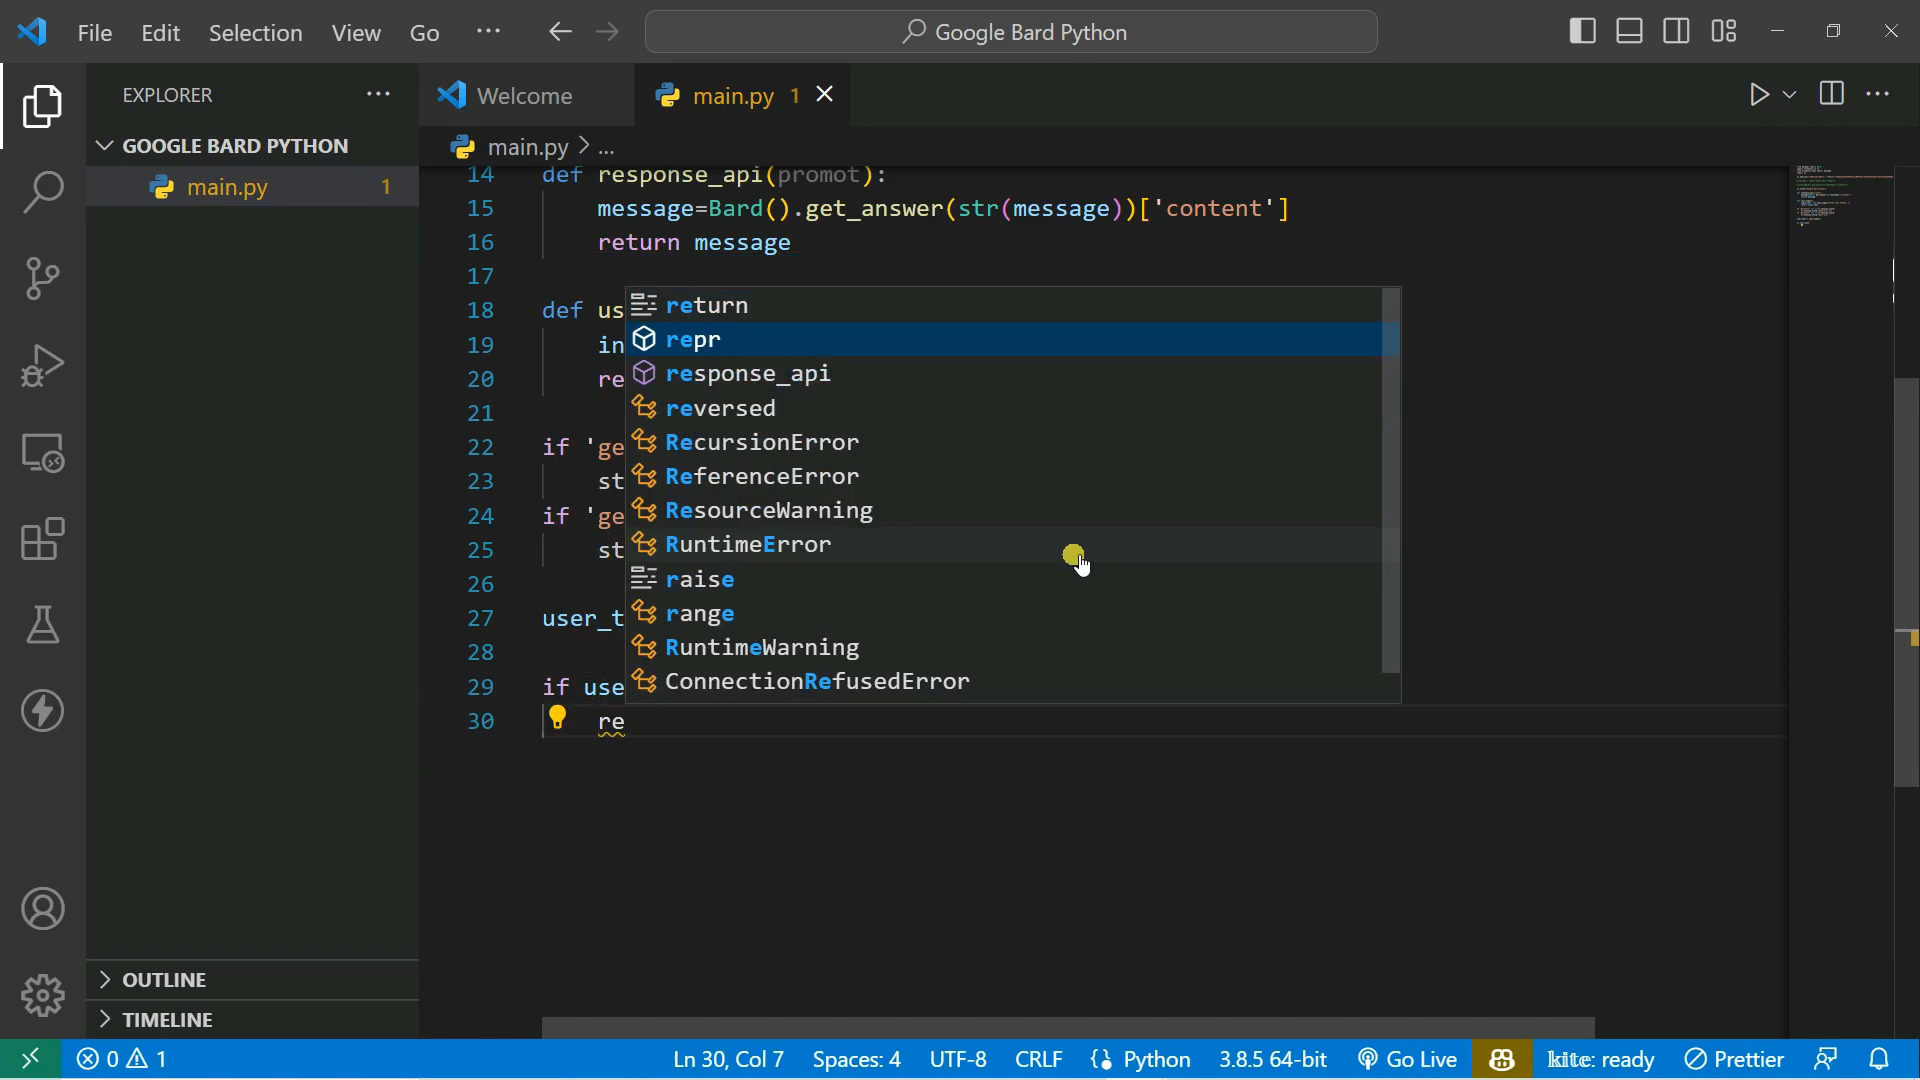 File Edit Selection View Go ··· Google Bard Python
EXPLORER ···
Welcome
main.py 1
GOOGLE BARD PYTHON
main.py > ...
main.py 1
14 def response_api(promot):
15 message=Bard().get_answer(str(message))['content']
16 return message
17
18 def us
19 in
20 re
21
22 if 'ge
23 st
24 if 'ge
25 st
26
27 user_t
28
29 if use
30 re
return
repr
response_api
reversed
RecursionError
ReferenceError
ResourceWarning
RuntimeError
raise
range
RuntimeWarning
ConnectionRefusedError
OUTLINE
TIMELINE
0 1 Ln 30, Col 7 Spaces: 4 UTF-8 CRLF {} Python 3.8.5 64-bit Go Live kite: ready Prettier